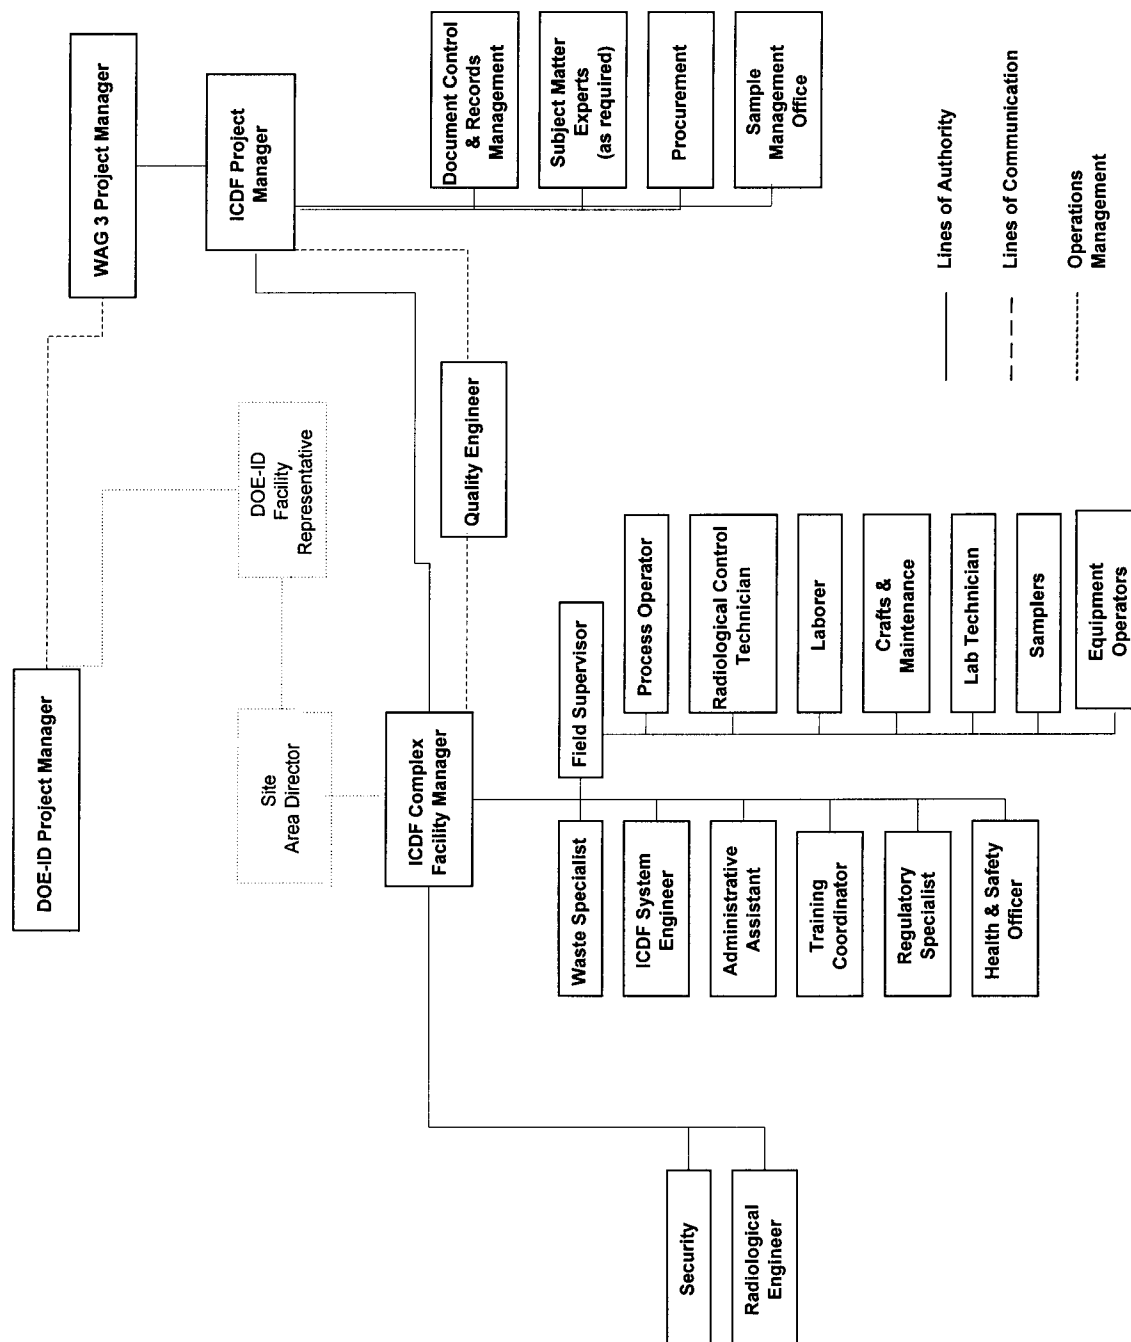 DOE-ID Project Manager
WAG 3 Project Manager
ICDF Project
Manager
Site
Area Director
DOE-ID
Facility
Representative
ICDF Complex
Facility Manager
Quality Engineer
Document Control
& Records
Management
Subject Matter
Experts
(as required)
Procurement
Sample
Management
Office
Security
Radiological
Engineer
Waste Specialist
ICDF System
Engineer
Administrative
Assistant
Training
Coordinator
Regulatory
Specialist
Health & Safety
Officer
Field Supervisor
Process Operator
Radiological Control
Technician
Laborer
Crafts &
Maintenance
Lab Technician
Samplers
Equipment
Operators
Lines of Authority
Lines of Communication
Operations
Management